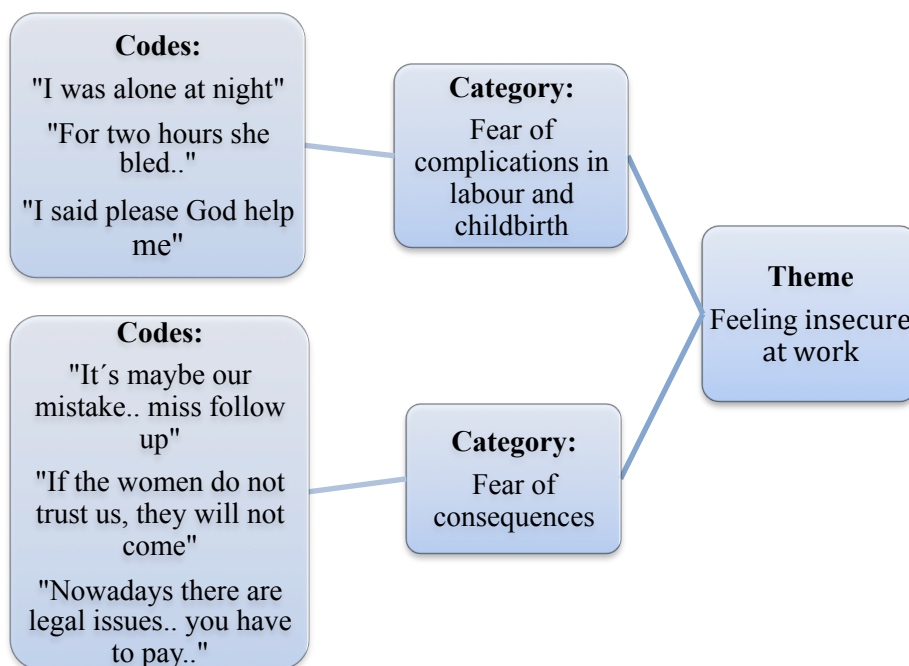 Codes:
"I was alone at night"
"For two hours she
bled.."
"I said please God help
me"
Category:
Fear of
complications in
labour and
childbirth
Theme
Feeling insecure
at work
Codes:
"It´s maybe our
mistake.. miss follow
up"
"If the women do not
trust us, they will not
come"
"Nowadays there are
legal issues.. you have
to pay.."
Category:
Fear of
consequences